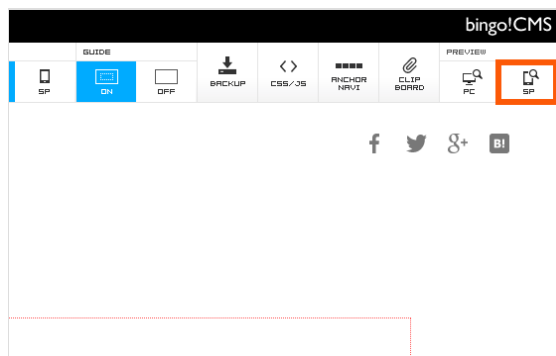 bingo!CMS
GUIDE
PREVIEW
SP
ON
OFF
BACKUP
CSS/JS
ANCHOR
NAVI
CLIP
BOARD
PC
SP
f g+ B!